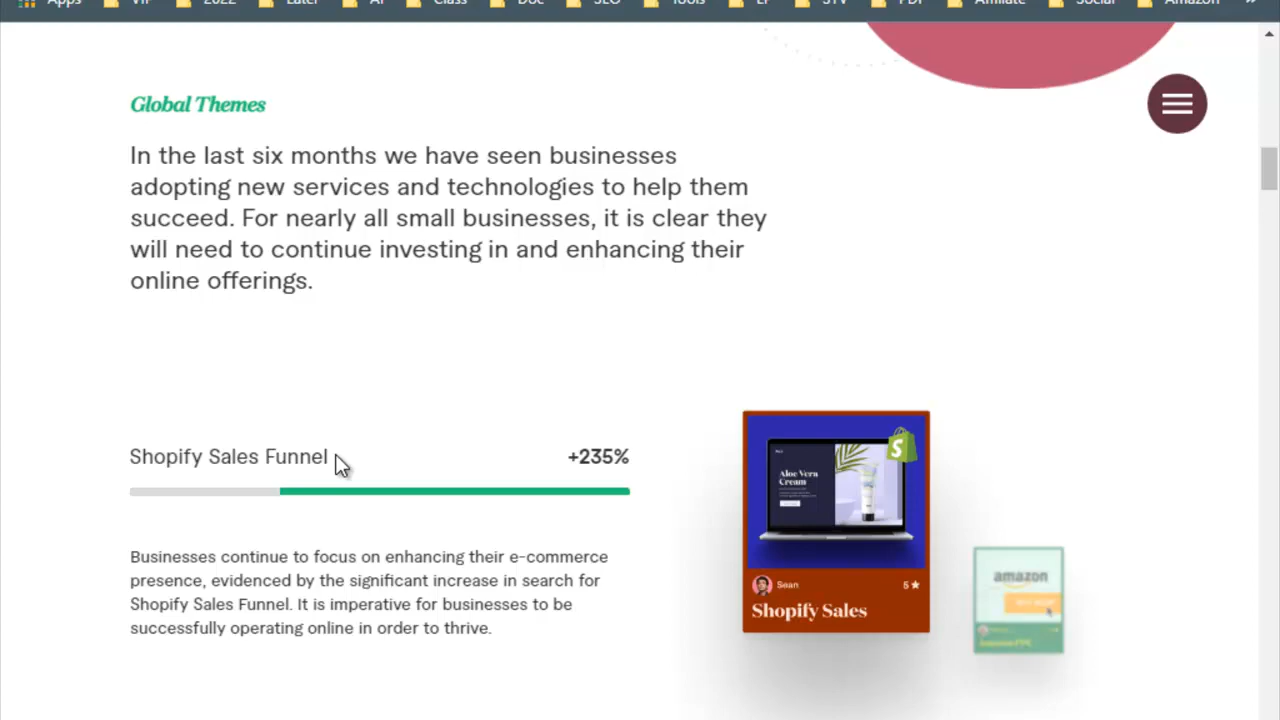 Apps VIP 2022 Later AI Class Doc SEO Tools LP STV PDF Affiliate Social Amazon »
Global Themes
In the last six months we have seen businesses
adopting new services and technologies to help them
succeed. For nearly all small businesses, it is clear they
will need to continue investing in and enhancing their
online offerings.
Shopify Sales Funnel +235%
Businesses continue to focus on enhancing their e-commerce
presence, evidenced by the significant increase in search for
Shopify Sales Funnel. It is imperative for businesses to be
successfully operating online in order to thrive.
Aloe Vera
Cream
Sean 5★
Shopify Sales
amazon